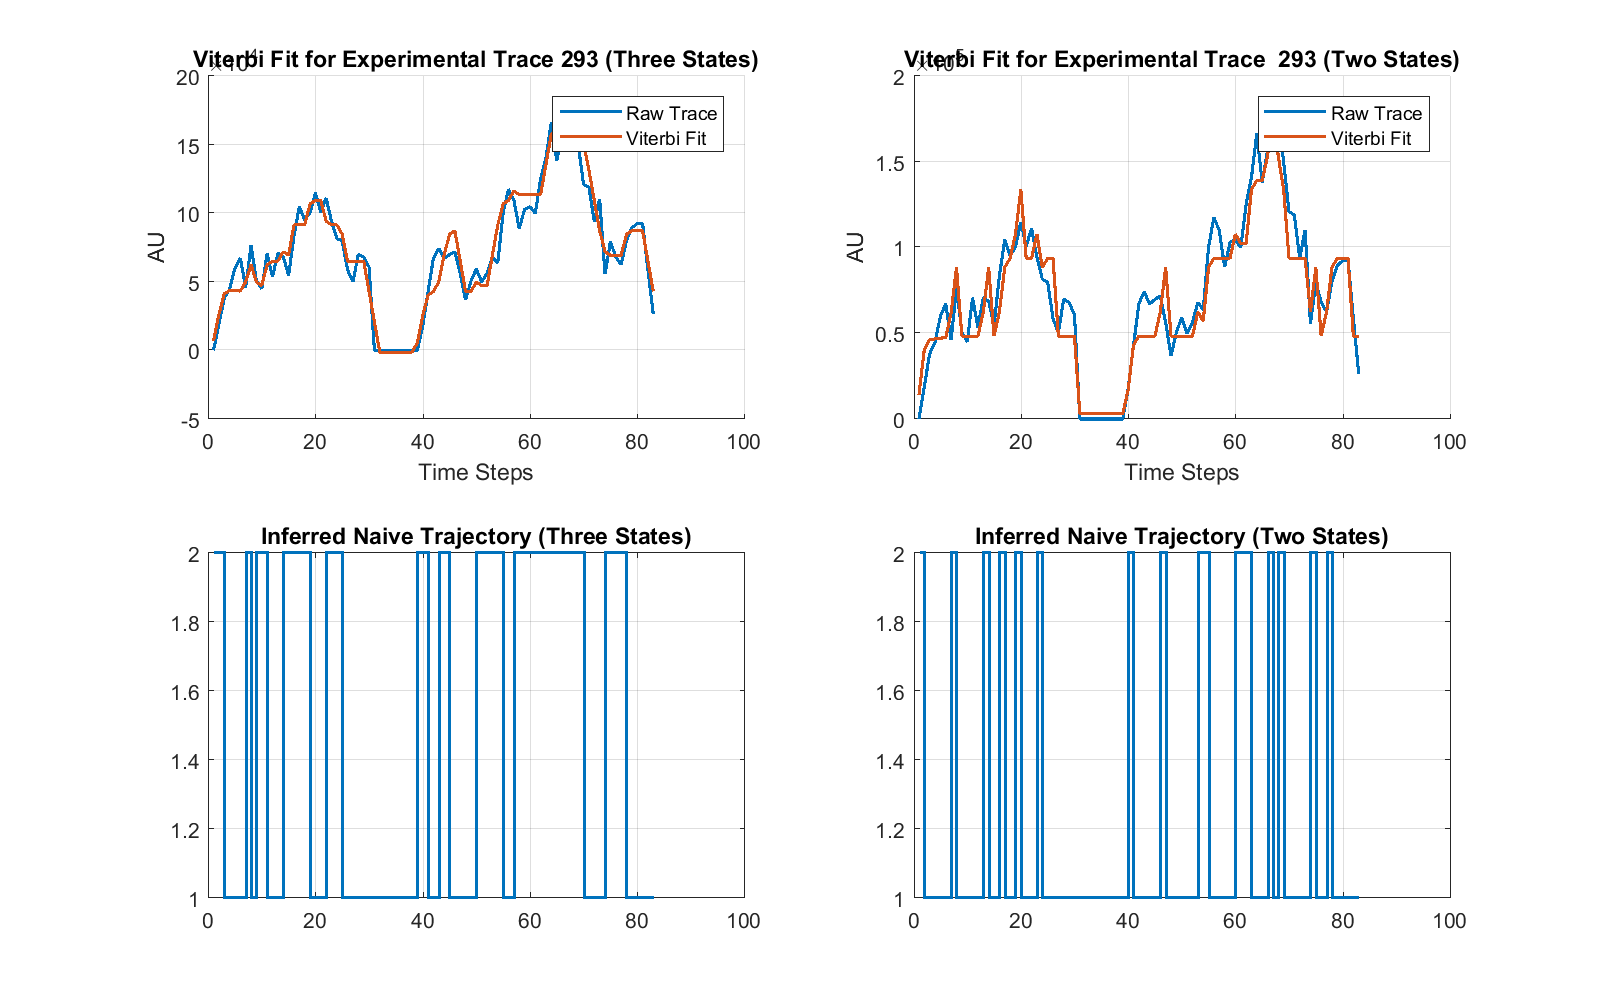 Viterbi Fit for Experimental Trace 293 (Three States)
×10^4
20
15
10
5
0
-5
AU
Raw Trace
Viterbi Fit
0 20 40 60 80 100
Time Steps
Viterbi Fit for Experimental Trace  293 (Two States)
×10^5
2
1.5
1
0.5
0
AU
Raw Trace
Viterbi Fit
0 20 40 60 80 100
Time Steps
Inferred Naive Trajectory (Three States)
2
1.8
1.6
1.4
1.2
1
0 20 40 60 80 100
Inferred Naive Trajectory (Two States)
2
1.8
1.6
1.4
1.2
1
0 20 40 60 80 100